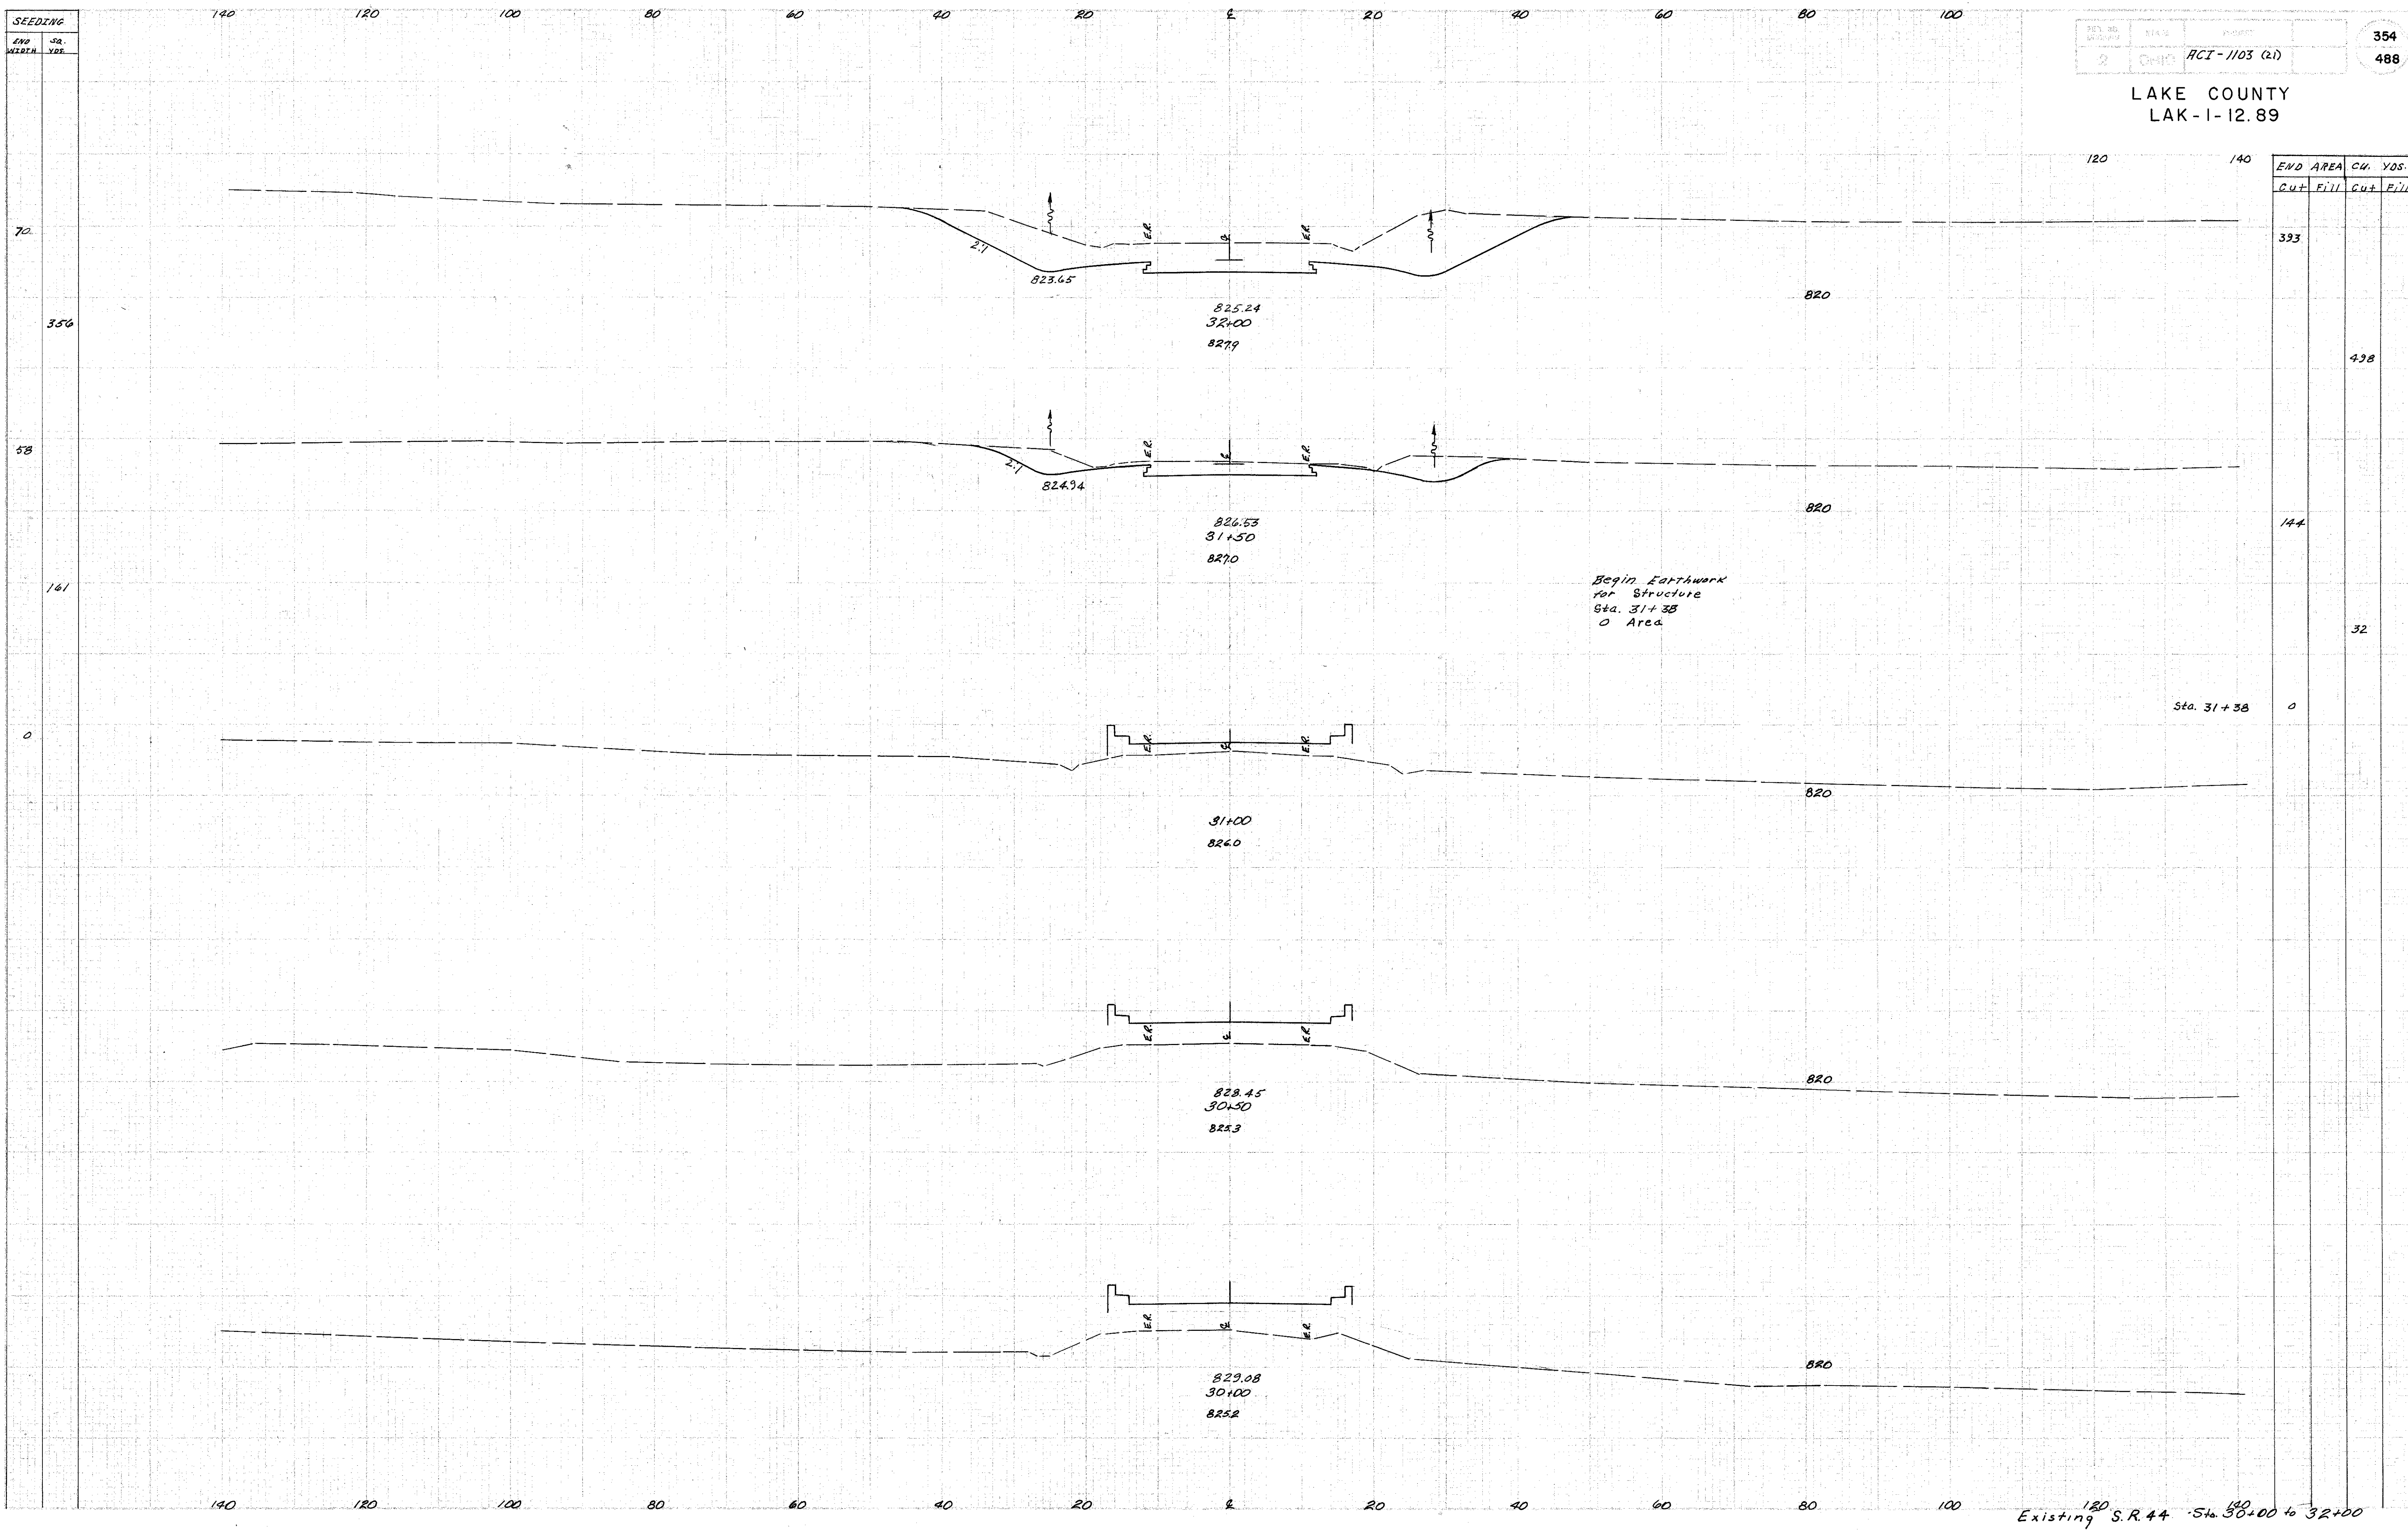 SEEDING
END WIDTH
SQ. YDS.
140 120 100 80 60 40 20 ℄ 20 40 60 80 100
2 OHIO ACI-1103 (21)
354
488
LAKE COUNTY
LAK-1-12.89
120 140
END AREA CU. YDS.
Cut Fill Cut Fill
70
E.R. ℄ E.R.
393
2:1
823.65
820
825.24
32+00
827.9
356
498
58
E.R. ℄ E.R.
2:1
824.94
820
826.53
31+50
827.0
144
Begin Earthwork
for Structure
Sta. 31+38
0 Area
161
32
Sta. 31+38 0
0
E.R. ℄ E.R.
820
31+00
826.0
E.R. ℄ E.R.
820
828.45
30+50
825.3
E.R. ℄ E.R.
820
829.08
30+00
825.2
140 120 100 80 60 40 20 ℄ 20 40 60 80 100 120 140
Existing S.R. 44 Sta. 30+00 to 32+00